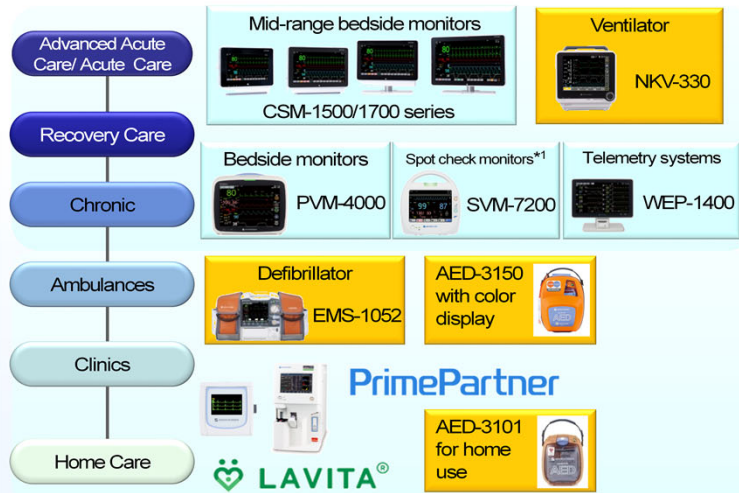 Advanced Acute
Care/ Acute Care
Mid-range bedside monitors
CSM-1500/1700 series
Ventilator
NKV-330
Recovery Care
Bedside monitors
PVM-4000
Spot check monitors*1
SVM-7200
Telemetry systems
WEP-1400
Chronic
Ambulances
Defibrillator
EMS-1052
AED-3150
with color
display
AED
Clinics
PrimePartner
Home Care
LAVITA®
AED-3101
for home
use
AED